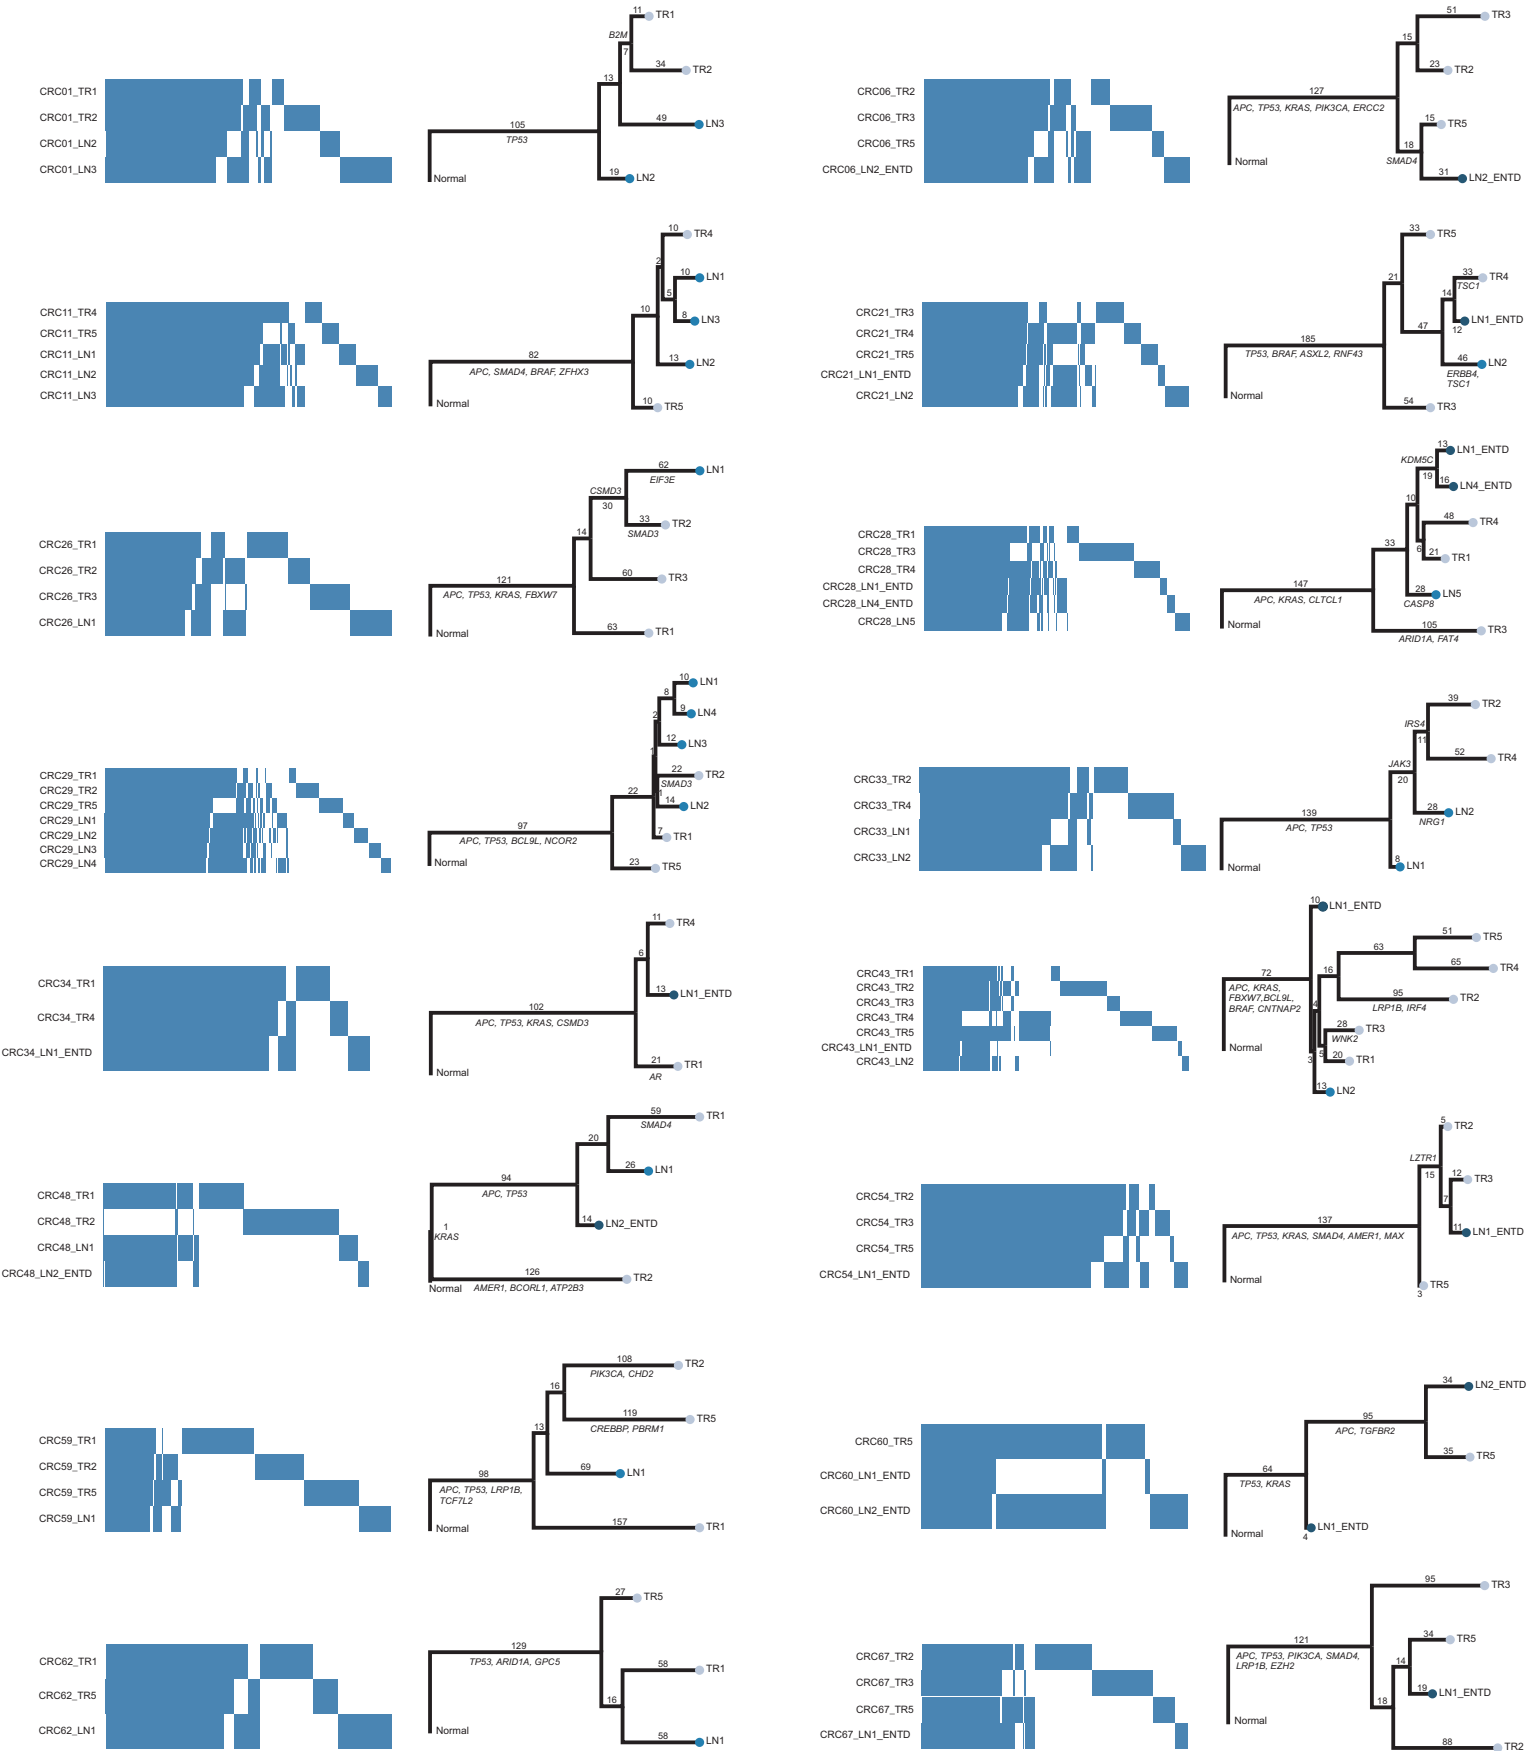 CRC01_TR1
CRC01_TR2
CRC01_LN2
CRC01_LN3
11
TR1
B2M
7
34
TR2
13
49
LN3
105
TP53
19
LN2
Normal
CRC06_TR2
CRC06_TR3
CRC06_TR5
CRC06_LN2_ENTD
51
TR3
15
23
TR2
127
APC, TP53, KRAS, PIK3CA, ERCC2
15
TR5
18
SMAD4
31
LN2_ENTD
Normal
CRC11_TR4
CRC11_TR5
CRC11_LN1
CRC11_LN2
CRC11_LN3
10
TR4
2
10
LN1
5
8
LN3
10
13
LN2
82
APC, SMAD4, BRAF, ZFHX3
10
TR5
Normal
CRC21_TR3
CRC21_TR4
CRC21_TR5
CRC21_LN1_ENTD
CRC21_LN2
33
TR5
21
33
TR4
TSC1
14
LN1_ENTD
12
47
46
LN2
ERBB4,
TSC1
185
TP53, BRAF, ASXL2, RNF43
54
TR3
Normal
CRC26_TR1
CRC26_TR2
CRC26_TR3
CRC26_LN1
62
LN1
EIF3E
CSMD3
30
33
TR2
SMAD3
14
60
TR3
121
APC, TP53, KRAS, FBXW7
63
TR1
Normal
CRC28_TR1
CRC28_TR3
CRC28_TR4
CRC28_LN1_ENTD
CRC28_LN4_ENTD
CRC28_LN5
13
LN1_ENTD
KDM5C
19
16
LN4_ENTD
10
48
TR4
6
21
TR1
33
28
LN5
CASP8
147
APC, KRAS, CLTCL1
105
TR3
ARID1A, FAT4
Normal
CRC29_TR1
CRC29_TR2
CRC29_TR5
CRC29_LN1
CRC29_LN2
CRC29_LN3
CRC29_LN4
10
LN1
8
9
LN4
2
12
LN3
1
22
TR2
SMAD3
1
14
LN2
22
7
TR1
97
APC, TP53, BCL9L, NCOR2
23
TR5
Normal
CRC33_TR2
CRC33_TR4
CRC33_LN1
CRC33_LN2
39
TR2
IRS4
11
52
TR4
JAK3
20
28
LN2
NRG1
139
APC, TP53
8
LN1
Normal
CRC34_TR1
CRC34_TR4
CRC34_LN1_ENTD
11
TR4
6
13
LN1_ENTD
102
APC, TP53, KRAS, CSMD3
21
TR1
AR
Normal
CRC43_TR1
CRC43_TR2
CRC43_TR3
CRC43_TR4
CRC43_TR5
CRC43_LN1_ENTD
CRC43_LN2
10
LN1_ENTD
51
TR5
63
65
TR4
16
95
TR2
LRP1B, IRF4
72
APC, KRAS,
FBXW7,BCL9L,
BRAF, CNTNAP2
4
28
TR3
WNK2
5
20
TR1
3
13
LN2
Normal
CRC48_TR1
CRC48_TR2
CRC48_LN1
CRC48_LN2_ENTD
59
TR1
SMAD4
20
26
LN1
94
APC, TP53
14
LN2_ENTD
1
KRAS
126
TR2
Normal
AMER1, BCORL1, ATP2B3
CRC54_TR2
CRC54_TR3
CRC54_TR5
CRC54_LN1_ENTD
5
TR2
LZTR1
15
12
TR3
7
11
LN1_ENTD
137
APC, TP53, KRAS, SMAD4, AMER1, MAX
TR5
3
Normal
CRC59_TR1
CRC59_TR2
CRC59_TR5
CRC59_LN1
108
TR2
PIK3CA, CHD2
16
119
TR5
CREBBP, PBRM1
13
69
LN1
98
APC, TP53, LRP1B,
TCF7L2
157
TR1
Normal
CRC60_TR5
CRC60_LN1_ENTD
CRC60_LN2_ENTD
34
LN2_ENTD
95
APC, TGFBR2
35
TR5
64
TP53, KRAS
LN1_ENTD
4
Normal
CRC62_TR1
CRC62_TR5
CRC62_LN1
27
TR5
129
TP53, ARID1A, GPC5
58
TR1
16
58
LN1
Normal
CRC67_TR2
CRC67_TR3
CRC67_TR5
CRC67_LN1_ENTD
95
TR3
121
APC, TP53, PIK3CA, SMAD4,
LRP1B, EZH2
34
TR5
14
19
LN1_ENTD
18
88
TR2
Normal